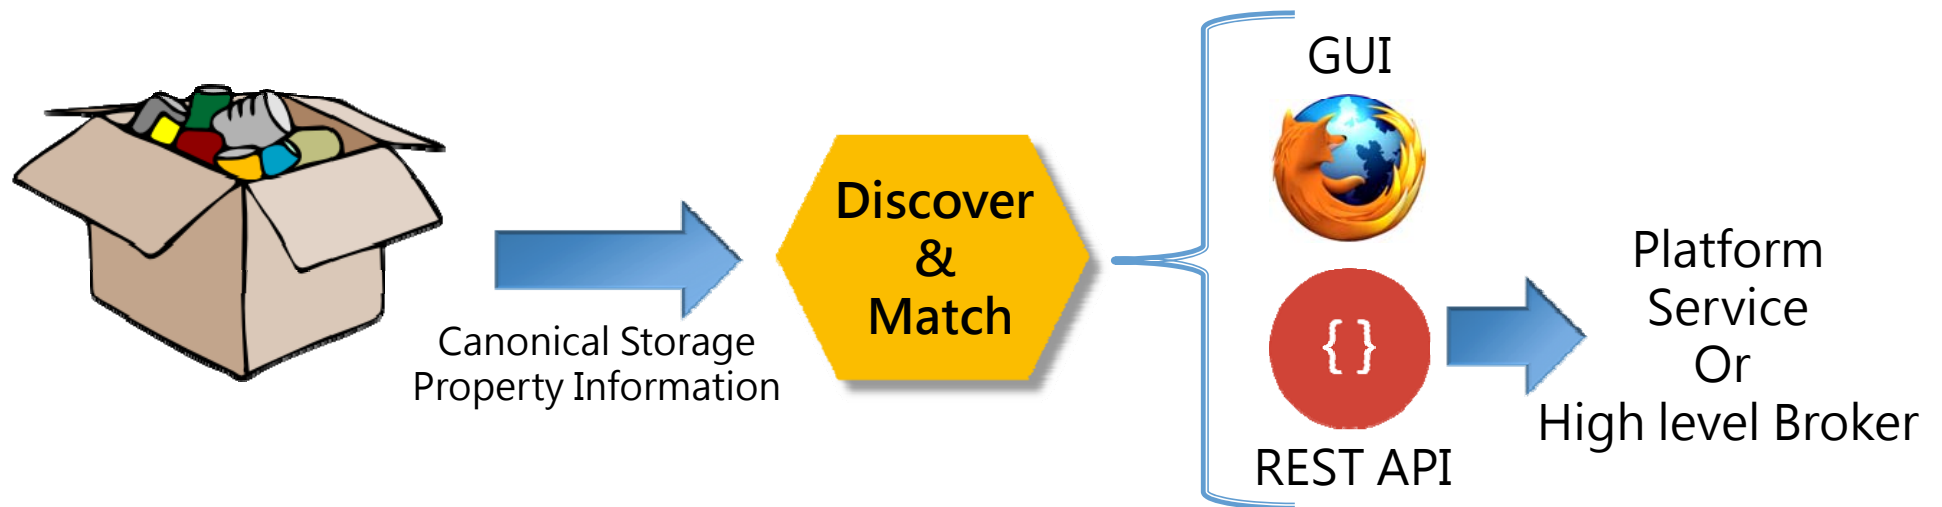 Canonical Storage
Property Information
Discover
&
Match
GUI
{ }
REST API
Platform
Service
Or
High level Broker